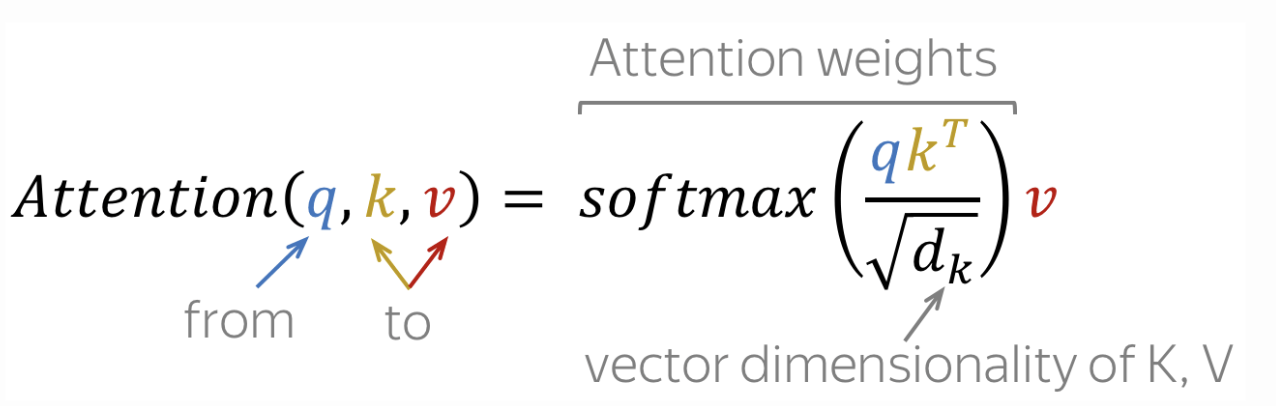 Attention weights
Attention(q, k, v) = softmax(qk^T / √d_k) v
from to
vector dimensionality of K, V